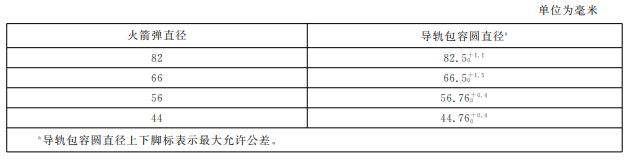 单位为毫米
火箭弹直径 导轨包容圆直径ᵃ
82 82.5₀⁺¹·¹
66 66.5₀⁺¹·⁵
56 56.76₀⁺⁰·⁴
44 44.76₀⁺⁰·⁴
ᵃ导轨包容圆直径上下脚标表示最大允许公差。